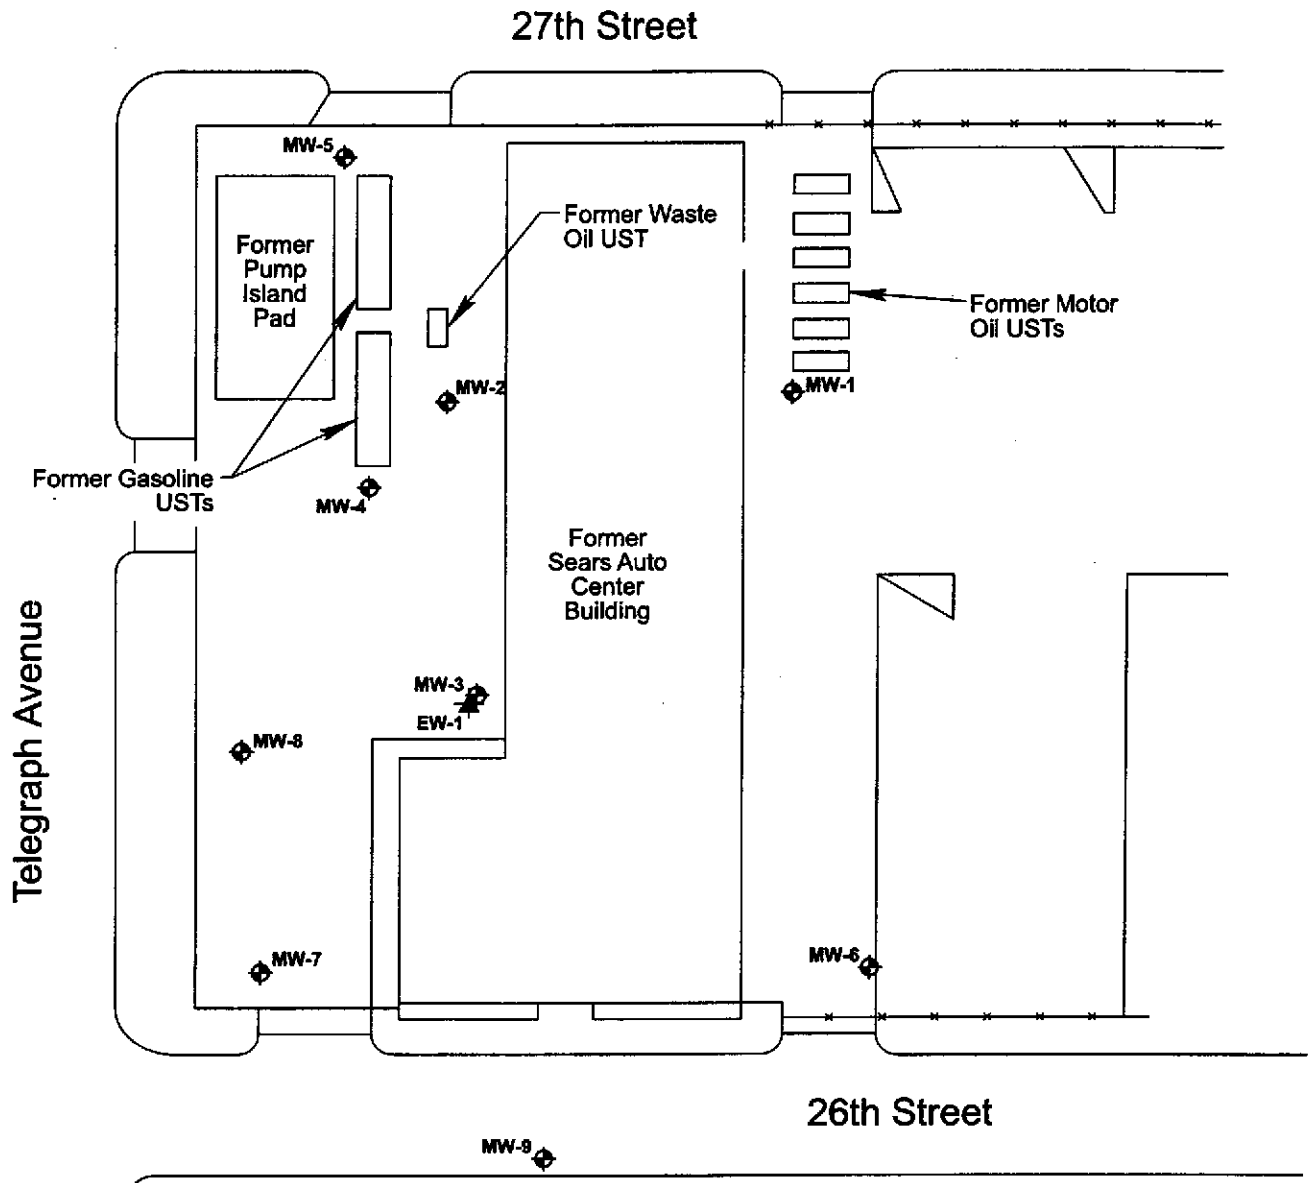 27th Street
MW-5
Former Waste
Oil UST
Former
Pump
Island
Pad
Former Motor
Oil USTs
MW-2
MW-1
Former Gasoline
USTs
MW-4
Former
Sears Auto
Center
Building
Telegraph Avenue
MW-3
EW-1
MW-8
MW-6
MW-7
26th Street
MW-9